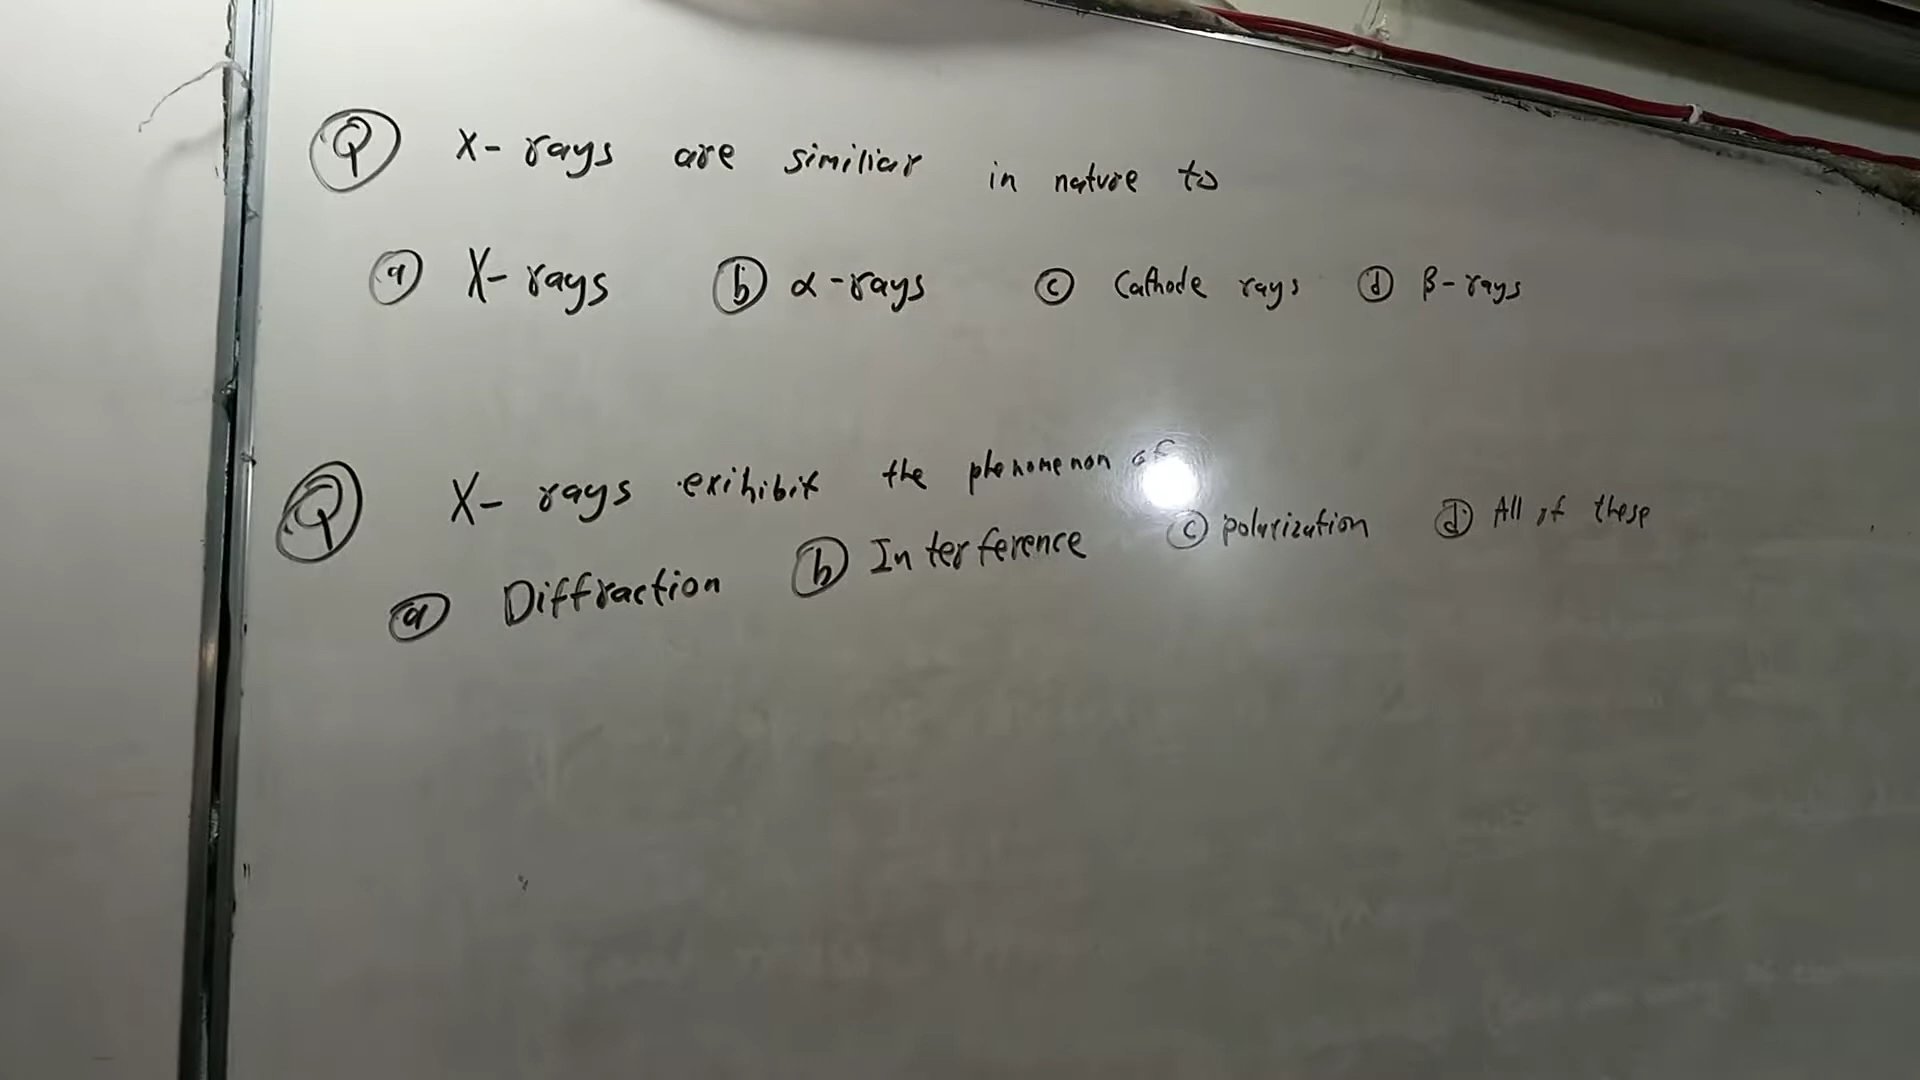 Q X- rays are similiar in nature to
a X- rays b α-rays c Cathode rays d β-rays
Q X- rays exihibit the phenomenon of
a Diffraction b Interference c polarization d All of these